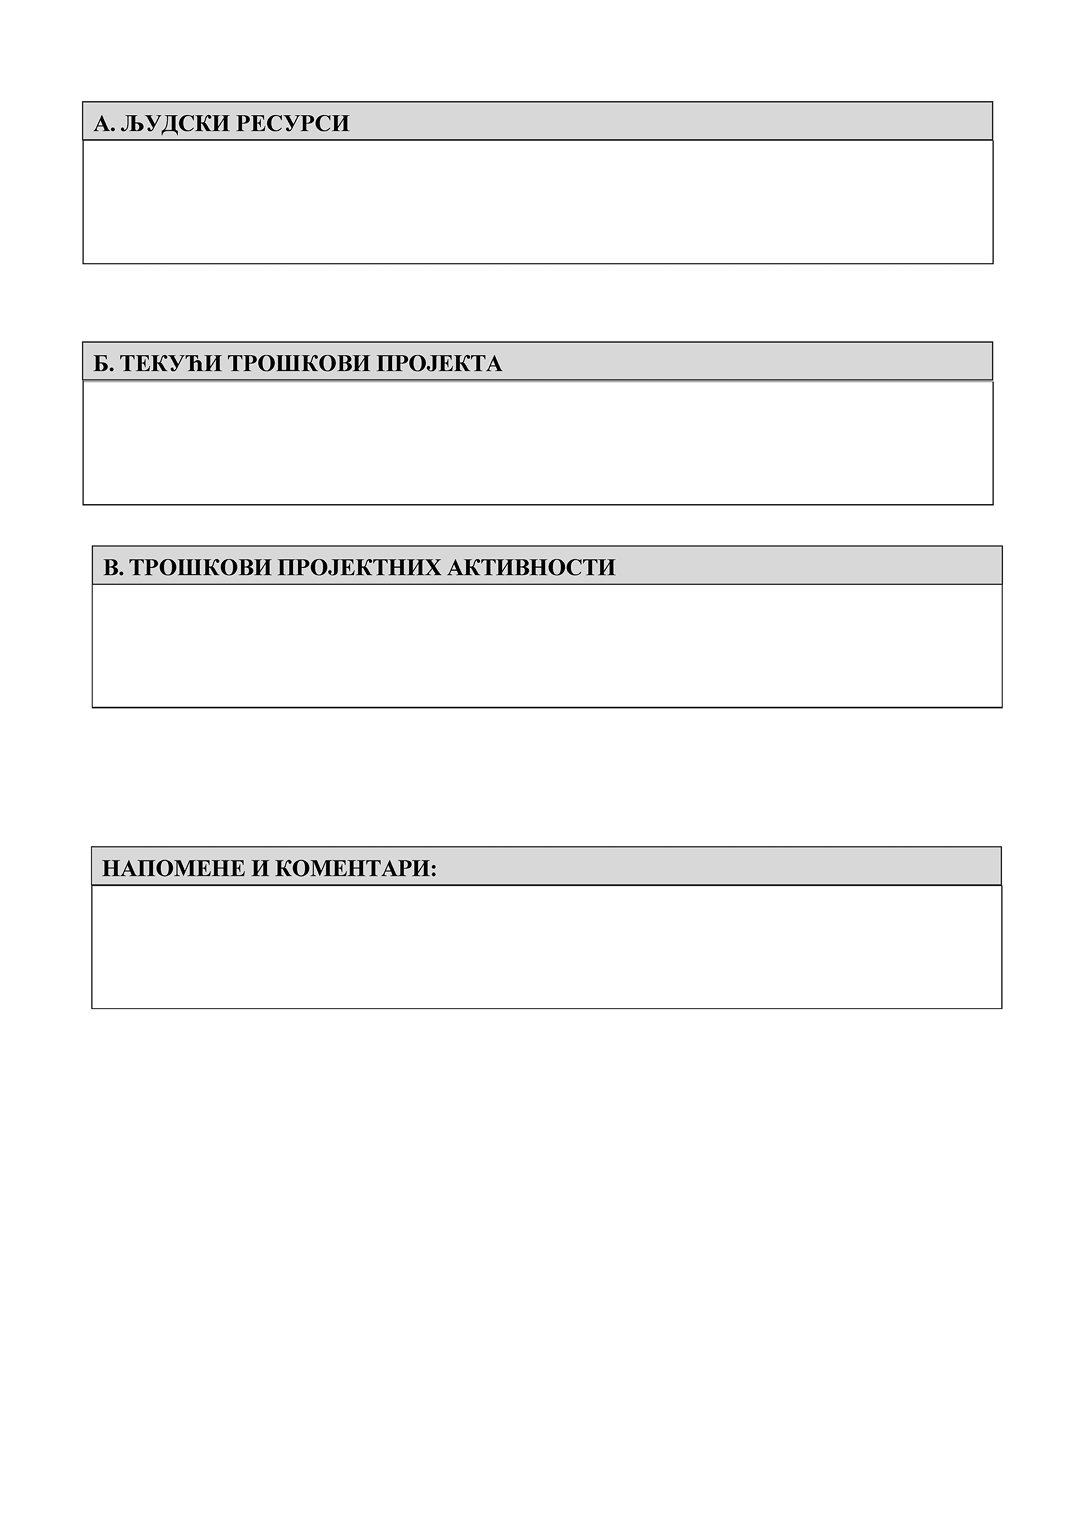 А. ЉУДСКИ РЕСУРСИ
Б. ТЕКУЋИ ТРОШКОВИ ПРОЈЕКТА
В. ТРОШКОВИ ПРОЈЕКТНИХ АКТИВНОСТИ
НАПОМЕНЕ И КОМЕНТАРИ: